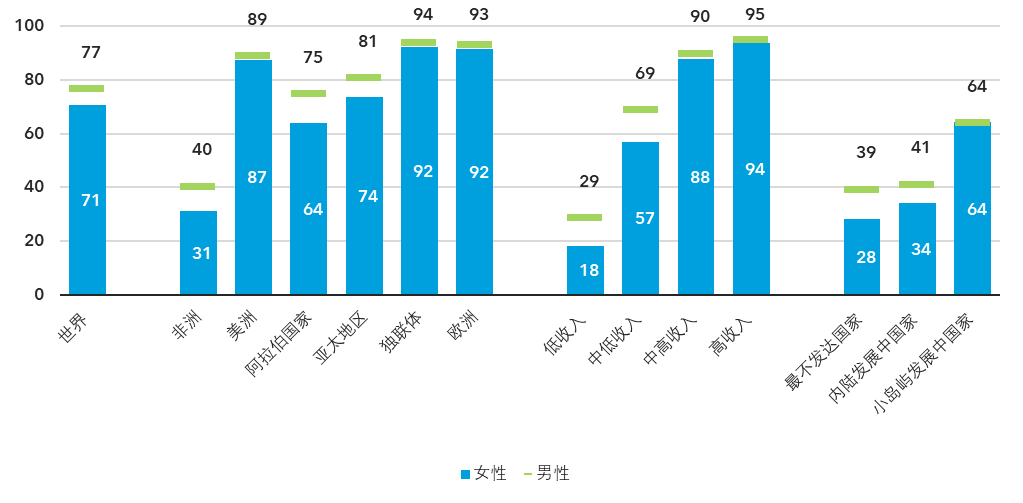 100
80
60
40
20
0
77
71
40
31
89
87
75
64
81
74
94
92
93
92
29
18
69
57
90
88
95
94
39
28
41
34
64
64
世界
非洲
美洲
阿拉伯国家
亚太地区
独联体
欧洲
低收入
中低收入
中高收入
高收入
最不发达国家
内陆发展中国家
小岛屿发展中国家
女性 男性